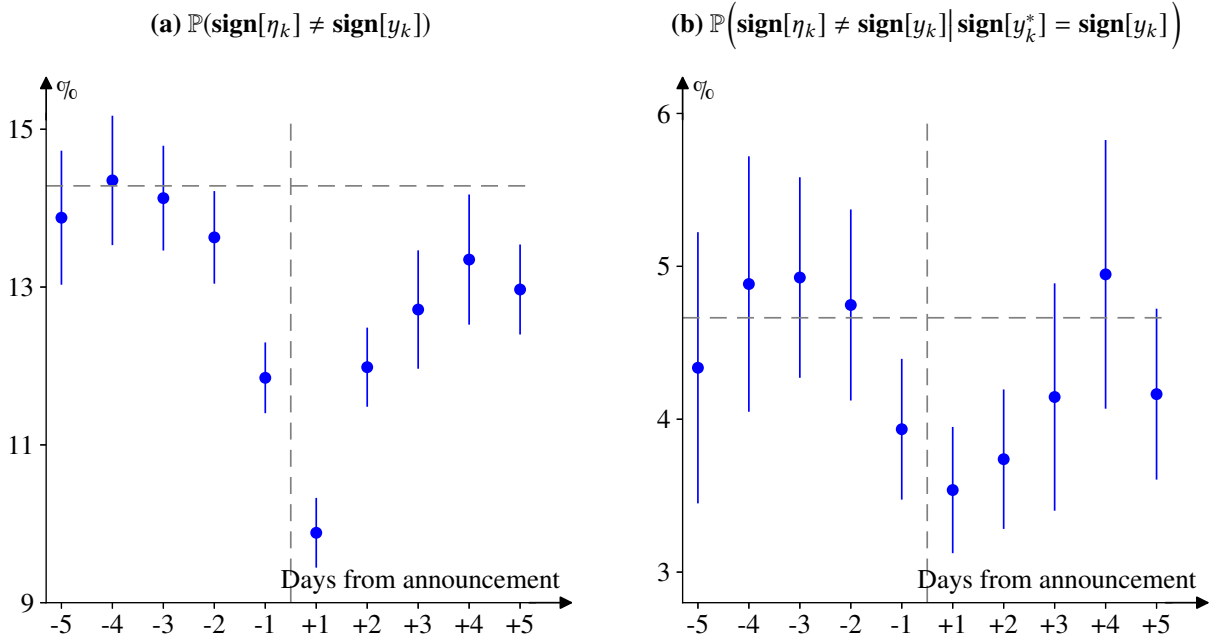 (a) ℙ(sign[η_k] ≠ sign[y_k])
%
15
13
11
9
Days from announcement
-5 -4 -3 -2 -1 +1 +2 +3 +4 +5
(b) ℙ(sign[η_k] ≠ sign[y_k] | sign[y_k^*] = sign[y_k])
%
6
5
4
3
Days from announcement
-5 -4 -3 -2 -1 +1 +2 +3 +4 +5